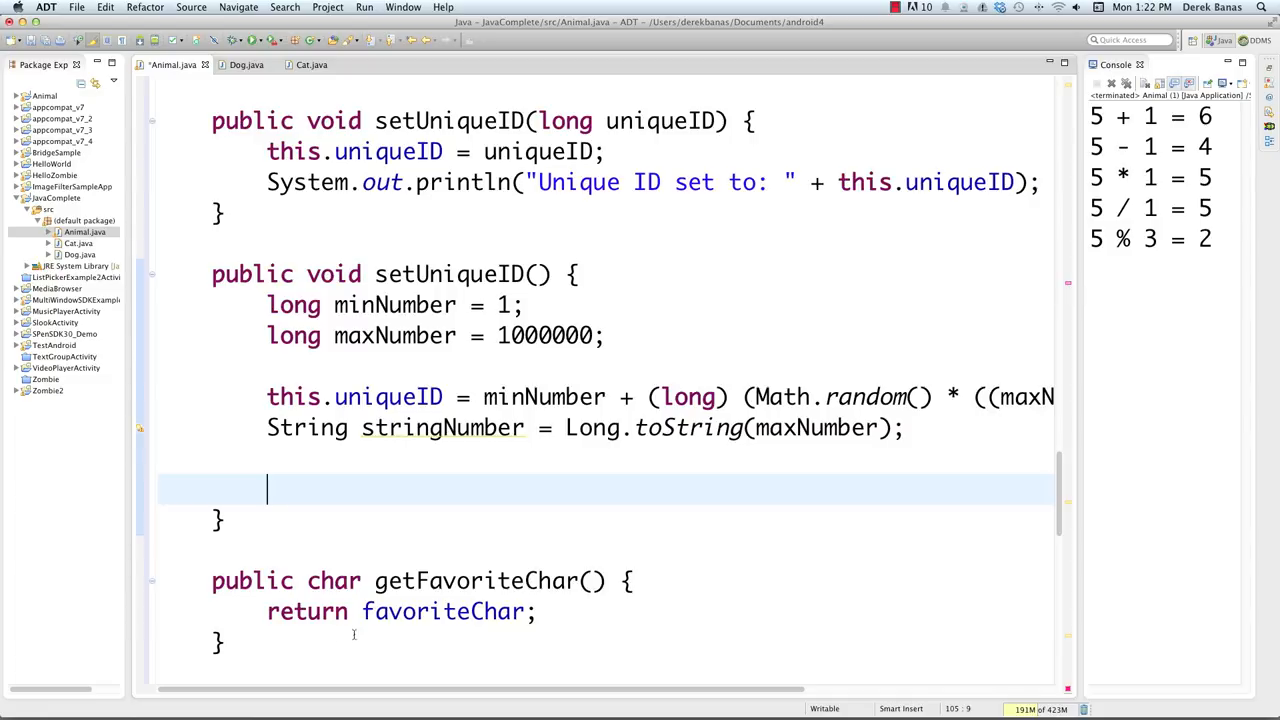 ADT File Edit Refactor Source Navigate Search Project Run Window Help 10 Mon 1:22 PM Derek Banas
Java – JavaComplete/src/Animal.java – ADT – /Users/derekbanas/Documents/android4
Quick Access Java DDMS
Package Exp
*Animal.java Dog.java Cat.java
Console
Animal
appcompat_v7
appcompat_v7_2
appcompat_v7_3
appcompat_v7_4
BridgeSample
HelloWorld
HelloZombie
ImageFilterSampleApp
JavaComplete
src
(default package)
Animal.java
Cat.java
Dog.java
JRE System Library [Ja
ListPickerExample2Activi
MediaBrowser
MultiWindowSDKExample
MusicPlayerActivity
SlookActivity
SPenSDK30_Demo
TestAndroid
TextGroupActivity
VideoPlayerActivity
Zombie
Zombie2
public void setUniqueID(long uniqueID) {
this.uniqueID = uniqueID;
System.out.println("Unique ID set to: " + this.uniqueID);
}
public void setUniqueID() {
long minNumber = 1;
long maxNumber = 1000000;
this.uniqueID = minNumber + (long) (Math.random() * ((maxN
String stringNumber = Long.toString(maxNumber);
}
public char getFavoriteChar() {
return favoriteChar;
}
<terminated> Animal (1) [Java Application] /S
5 + 1 = 6
5 - 1 = 4
5 * 1 = 5
5 / 1 = 5
5 % 3 = 2
Writable Smart Insert 105 : 9 191M of 423M